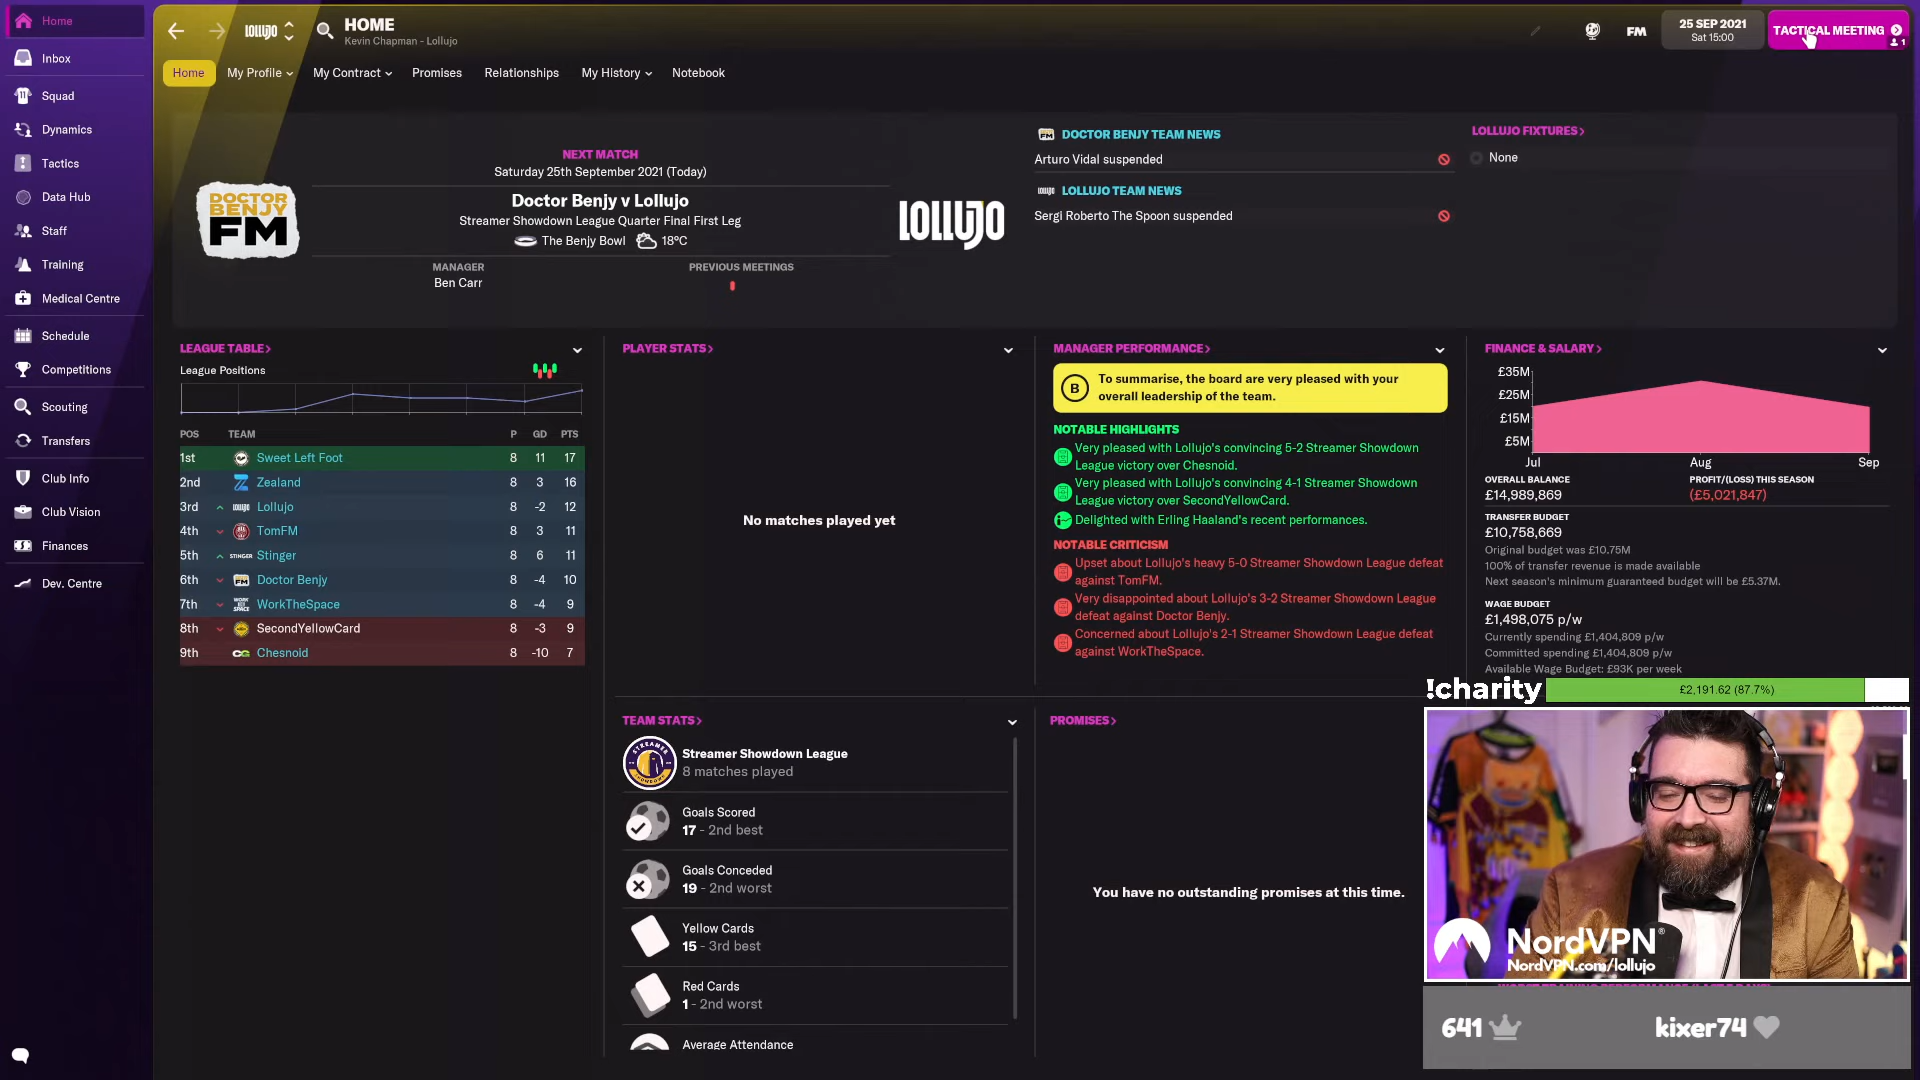 Home
Inbox
Squad
Dynamics
Tactics
Data Hub
Staff
Training
Medical Centre
Schedule
Competitions
Scouting
Transfers
Club Info
Club Vision
Finances
Dev. Centre
LOLLUJO
HOME
Kevin Chapman - Lollujo
FM
25 SEP 2021
Sat 15:00
TACTICAL MEETING
1
Home
My Profile
My Contract
Promises
Relationships
My History
Notebook
DOCTOR
BENJY
FM
NEXT MATCH
Saturday 25th September 2021 (Today)
Doctor Benjy v Lollujo
Streamer Showdown League Quarter Final First Leg
The Benjy Bowl 18°C
MANAGER
Ben Carr
PREVIOUS MEETINGS
LOLLUJO
DOCTOR BENJY TEAM NEWS
Arturo Vidal suspended
LOLLUJO TEAM NEWS
Sergi Roberto The Spoon suspended
LOLLUJO FIXTURES>
None
LEAGUE TABLE>
League Positions
POS TEAM P GD PTS
1st Sweet Left Foot 8 11 17
2nd Zealand 8 3 16
3rd Lollujo 8 -2 12
4th TomFM 8 3 11
5th STINGER Stinger 8 6 11
6th FM Doctor Benjy 8 -4 10
7th WORK THE SPACE WorkTheSpace 8 -4 9
8th SecondYellowCard 8 -3 9
9th Chesnoid 8 -10 7
PLAYER STATS>
No matches played yet
TEAM STATS>
STREAMER SHOWDOWN
Streamer Showdown League
8 matches played
Goals Scored
17 - 2nd best
Goals Conceded
19 - 2nd worst
Yellow Cards
15 - 3rd best
Red Cards
1 - 2nd worst
Average Attendance
MANAGER PERFORMANCE>
B
To summarise, the board are very pleased with your
overall leadership of the team.
NOTABLE HIGHLIGHTS
Very pleased with Lollujo's convincing 5-2 Streamer Showdown
League victory over Chesnoid.
Very pleased with Lollujo's convincing 4-1 Streamer Showdown
League victory over SecondYellowCard.
Delighted with Erling Haaland's recent performances.
NOTABLE CRITICISM
Upset about Lollujo's heavy 5-0 Streamer Showdown League defeat
against TomFM.
Very disappointed about Lollujo's 3-2 Streamer Showdown League
defeat against Doctor Benjy.
Concerned about Lollujo's 2-1 Streamer Showdown League defeat
against WorkTheSpace.
PROMISES>
You have no outstanding promises at this time.
FINANCE & SALARY>
£35M
£25M
£15M
£5M
Jul Aug Sep
OVERALL BALANCE
£14,989,869
PROFIT/(LOSS) THIS SEASON
(£5,021,847)
TRANSFER BUDGET
£10,758,669
Original budget was £10.75M
100% of transfer revenue is made available
Next season's minimum guaranteed budget will be £5.37M.
WAGE BUDGET
£1,498,075 p/w
Currently spending £1,404,809 p/w
Committed spending £1,404,809 p/w
Available Wage Budget: £93K per week
!charity
£2,191.62 (87.7%)
NordVPN®
NordVPN.com/lollujo
641
kixer74